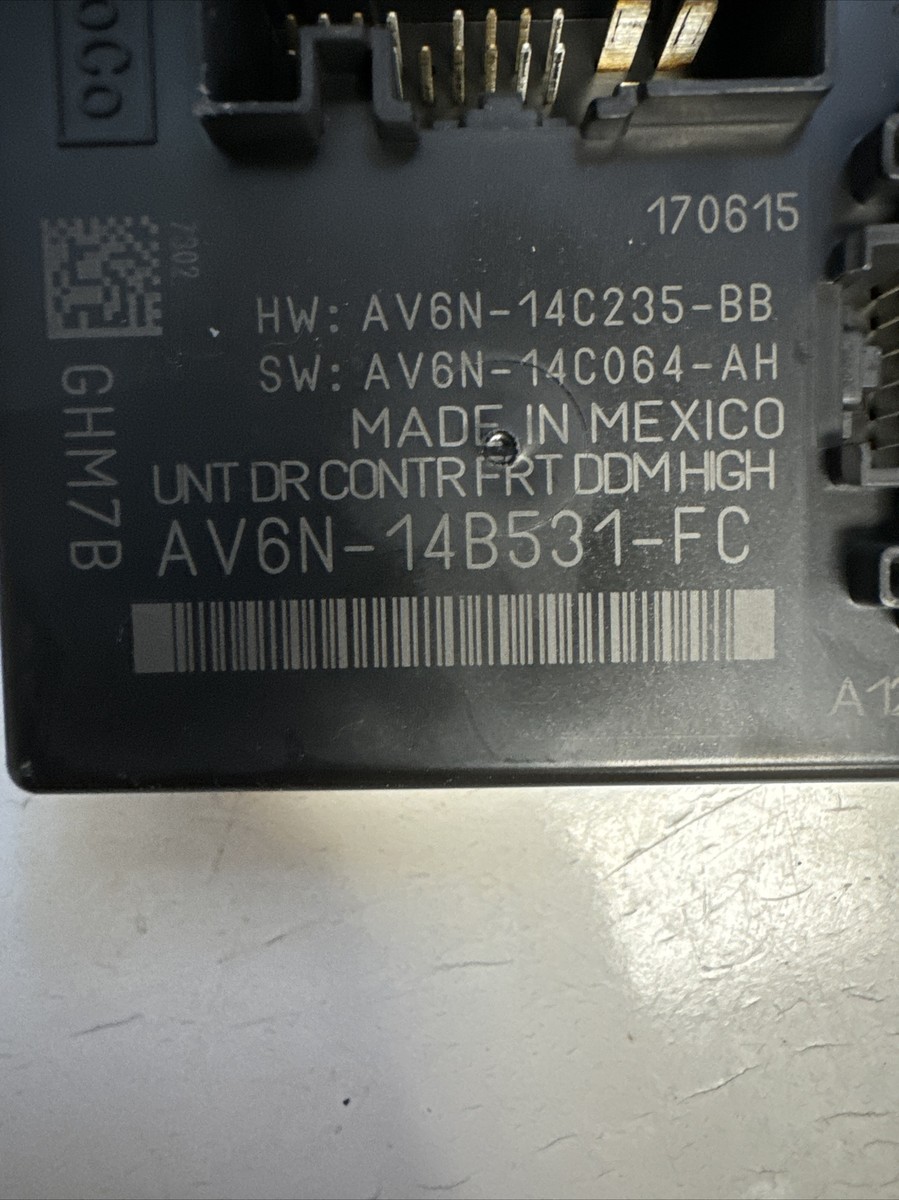 170615
7302
HW: AV6N-14C235-BB
SW: AV6N-14C064-AH
MADE IN MEXICO
UNT DR CONTR FRT DDM HIGH
AV6N-14B531-FC
GHM7B